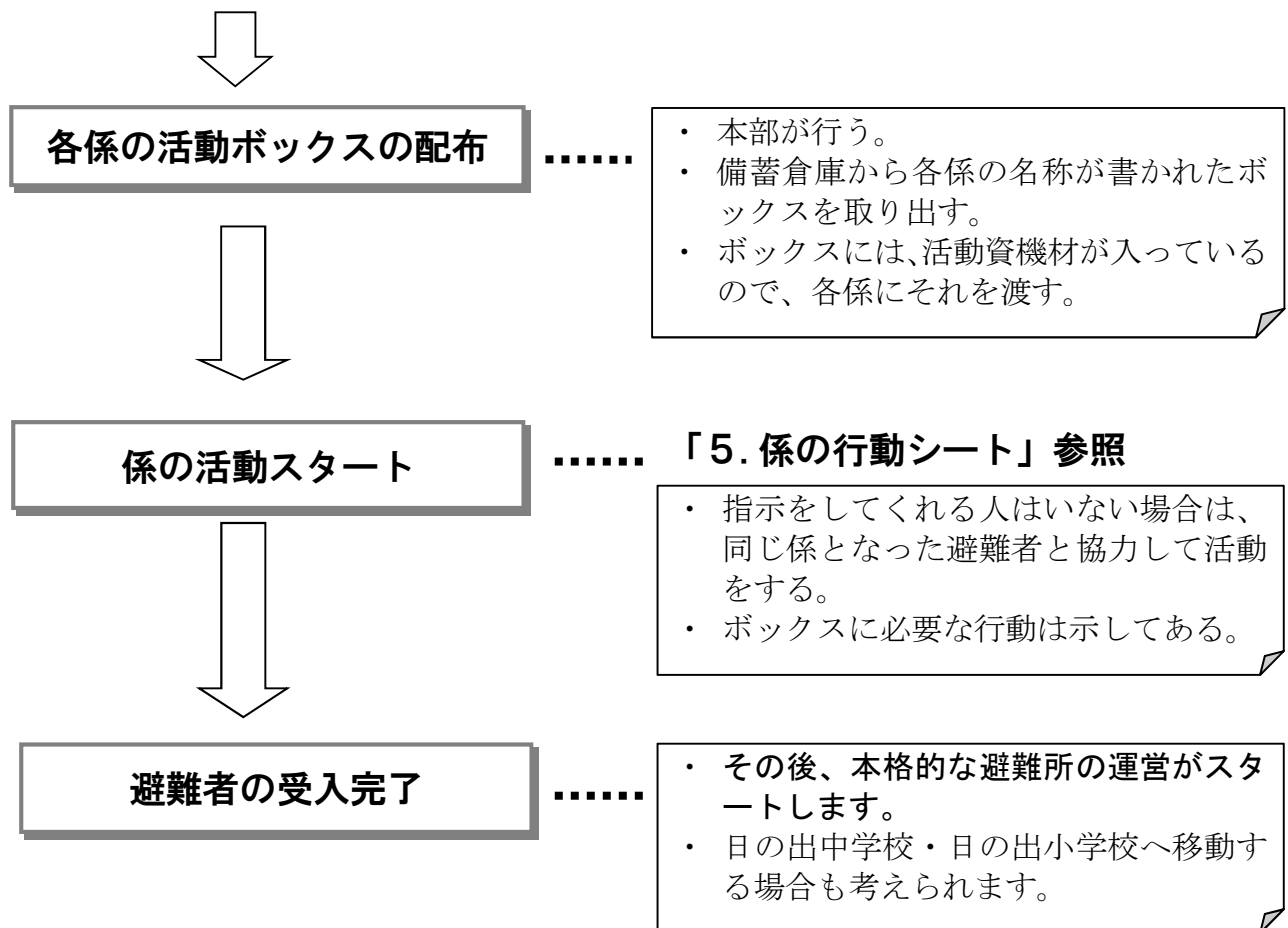 各係の活動ボックスの配布 ……
・ 本部が行う。
・ 備蓄倉庫から各係の名称が書かれたボ
ックスを取り出す。
・ ボックスには、活動資機材が入っている
ので、各係にそれを渡す。
係の活動スタート ……
「5.係の行動シート」参照
・ 指示をしてくれる人はいない場合は、
同じ係となった避難者と協力して活動
をする。
・ ボックスに必要な行動は示してある。
避難者の受入完了 ……
・ その後、本格的な避難所の運営がスタ
ートします。
・ 日の出中学校・日の出小学校へ移動す
る場合も考えられます。